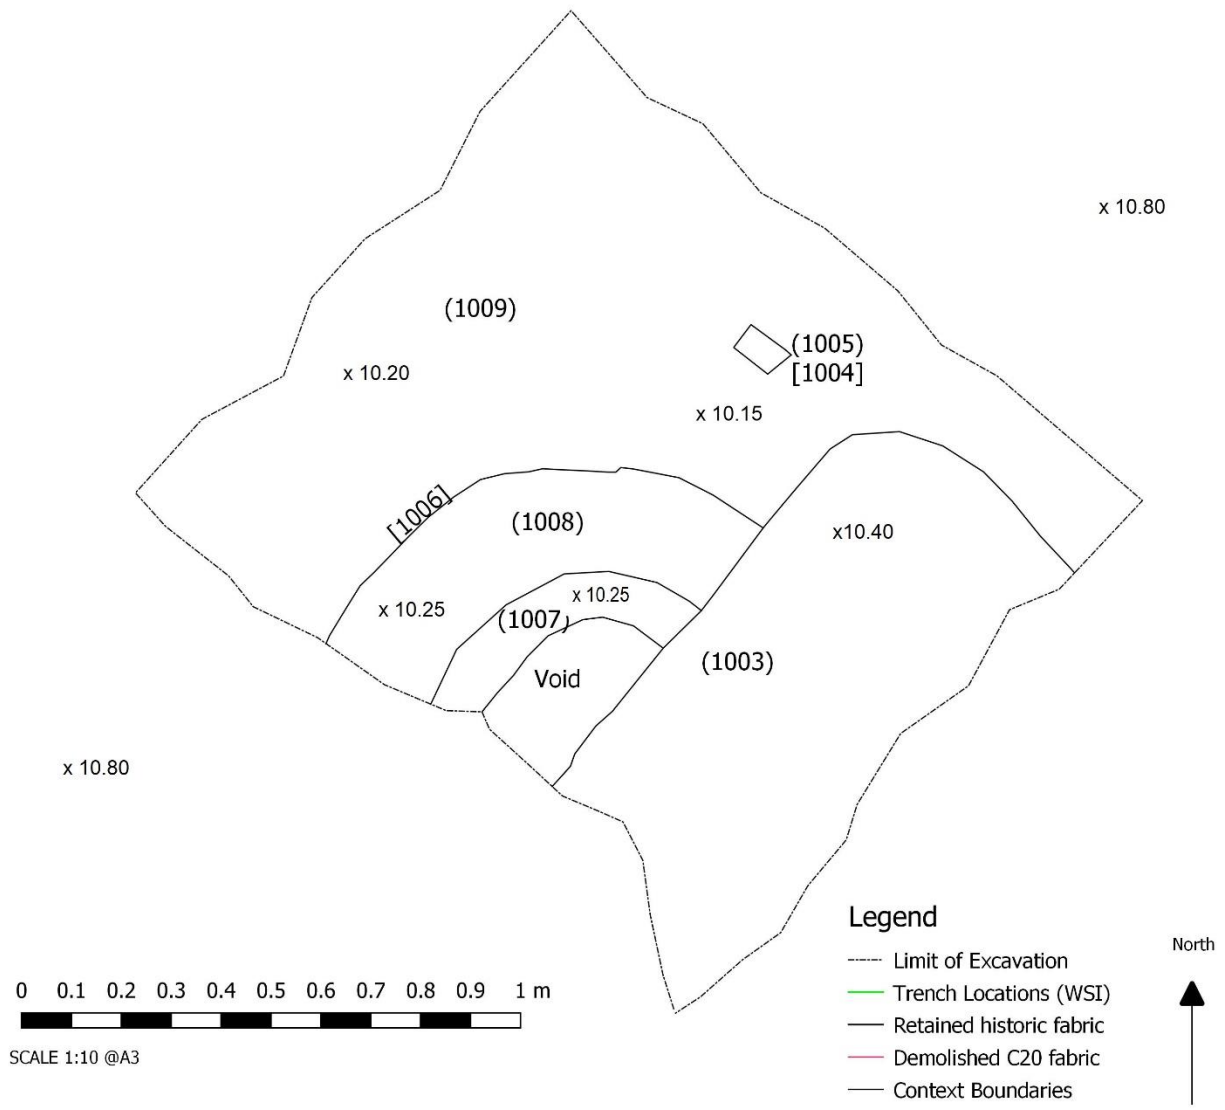 x 10.80
(1009)
(1005)
x 10.20
[1004]
x 10.15
[1006]
(1008)
x10.40
x 10.25
x 10.25
(1007)
(1003)
Void
x 10.80
Legend
North
Limit of Excavation
0 0.1 0.2 0.3 0.4 0.5 0.6 0.7 0.8 0.9 1 m
Trench Locations (WSI)
Retained historic fabric
SCALE 1:10 @A3
Demolished C20 fabric
Context Boundaries